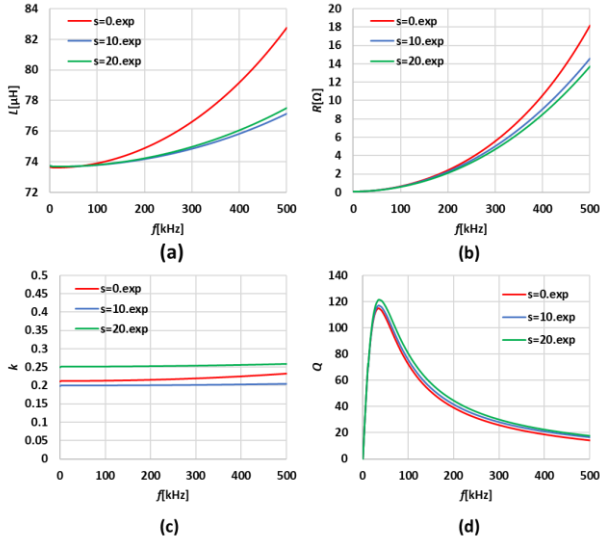 84
82
80
78
76
74
72
L[µH]
s=0.exp
s=10.exp
s=20.exp
0 100 200 300 400 500
f[kHz]
(a)
20
18
16
14
12
10
8
6
4
2
0
R[Ω]
s=0.exp
s=10.exp
s=20.exp
0 100 200 300 400 500
f[kHz]
(b)
0.5
0.45
0.4
0.35
0.3
0.25
0.2
0.15
0.1
0.05
0
k
s=0.exp
s=10.exp
s=20.exp
0 100 200 300 400 500
f[kHz]
(c)
140
120
100
80
60
40
20
0
Q
s=0.exp
s=10.exp
s=20.exp
0 100 200 300 400 500
f[kHz]
(d)